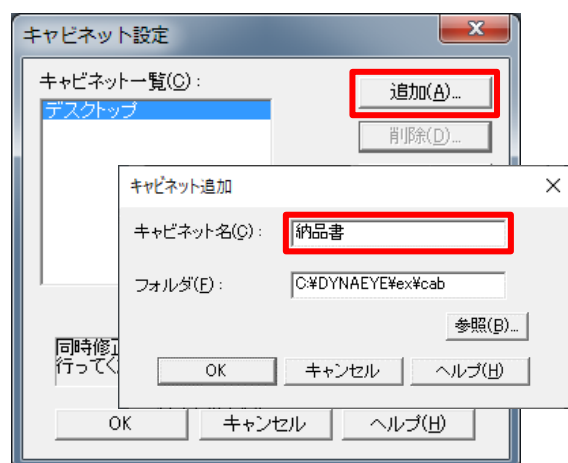 キャビネット設定
キャビネット一覧(C)：
デスクトップ
追加(A)...
削除(D)...
キャビネット追加
キャビネット名(C)：
納品書
フォルダ(F)：
C:¥DYNAEYE¥ex¥cab
参照(B)...
OK
キャンセル
ヘルプ(H)
同時修正
行ってく
OK
キャンセル
ヘルプ(H)